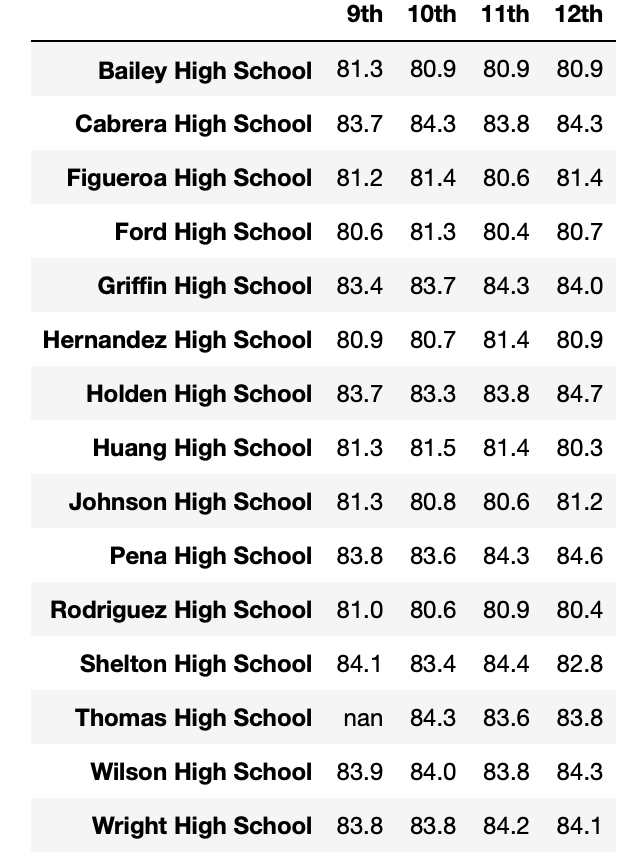 9th 10th 11th 12th
Bailey High School 81.3 80.9 80.9 80.9
Cabrera High School 83.7 84.3 83.8 84.3
Figueroa High School 81.2 81.4 80.6 81.4
Ford High School 80.6 81.3 80.4 80.7
Griffin High School 83.4 83.7 84.3 84.0
Hernandez High School 80.9 80.7 81.4 80.9
Holden High School 83.7 83.3 83.8 84.7
Huang High School 81.3 81.5 81.4 80.3
Johnson High School 81.3 80.8 80.6 81.2
Pena High School 83.8 83.6 84.3 84.6
Rodriguez High School 81.0 80.6 80.9 80.4
Shelton High School 84.1 83.4 84.4 82.8
Thomas High School nan 84.3 83.6 83.8
Wilson High School 83.9 84.0 83.8 84.3
Wright High School 83.8 83.8 84.2 84.1